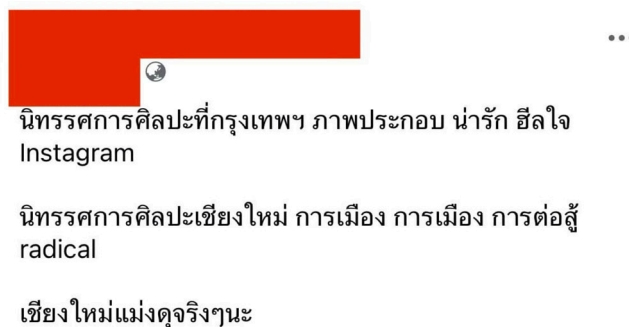 นิทรรศการศิลปะที่กรุงเทพฯ ภาพประกอบ น่ารัก ฮีลใจ
Instagram
นิทรรศการศิลปะเชียงใหม่ การเมือง การเมือง การต่อสู้
radical
เชียงใหม่แม่งดุจริงๆนะ